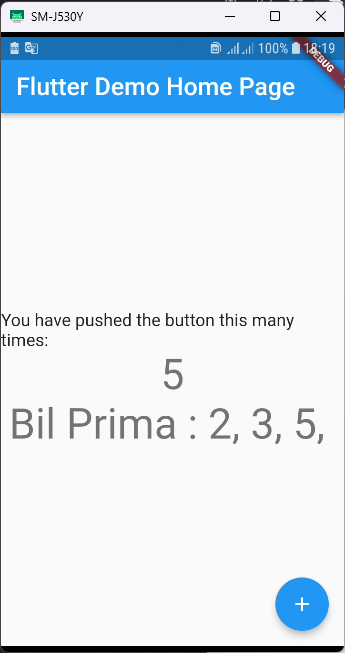 SM-J530Y
100% 18:19
DEBUG
Flutter Demo Home Page
You have pushed the button this many
times:
5
Bil Prima : 2, 3, 5,